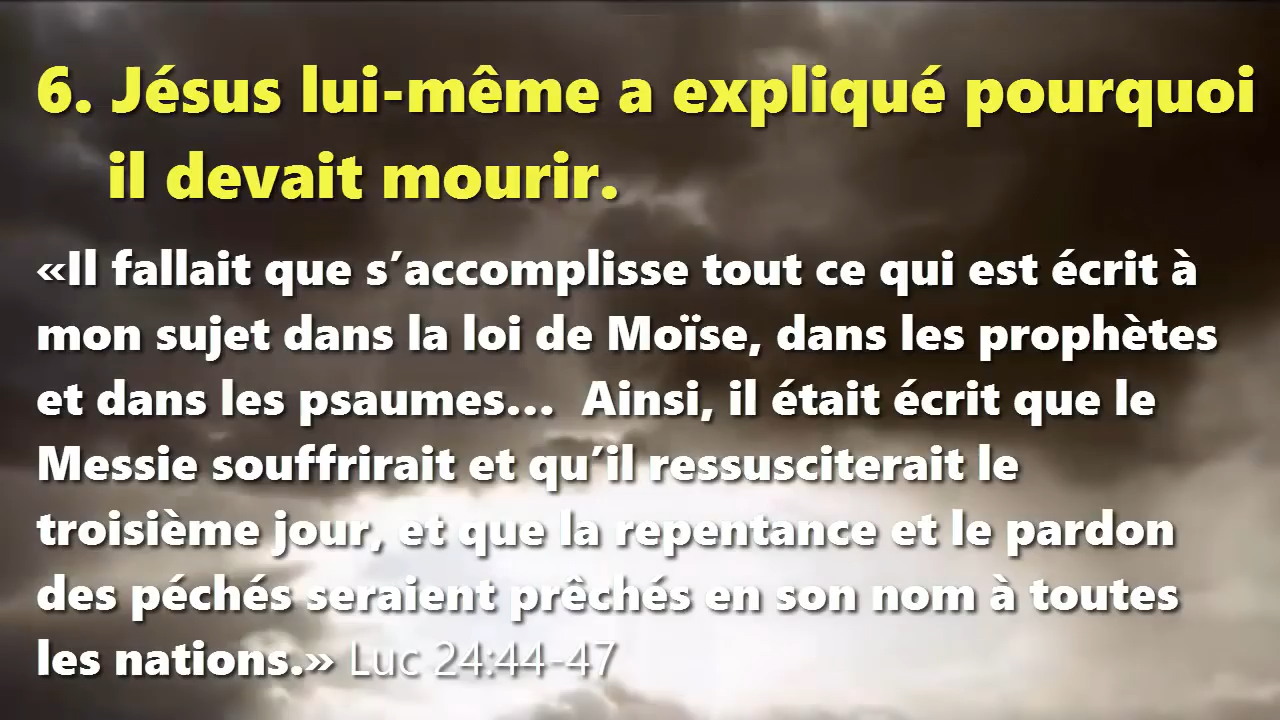 6. Jésus lui-même a expliqué pourquoi
il devait mourir.
«Il fallait que s’accomplisse tout ce qui est écrit à
mon sujet dans la loi de Moïse, dans les prophètes
et dans les psaumes… Ainsi, il était écrit que le
Messie souffrirait et qu’il ressusciterait le
troisième jour, et que la repentance et le pardon
des péchés seraient prêchés en son nom à toutes
les nations.» Luc 24:44-47